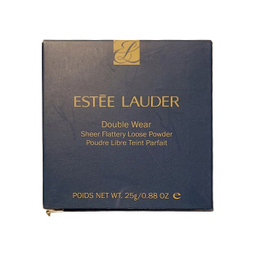 ESTĒE LAUDER
Double Wear
Sheer Flattery Loose Powder
Poudre Libre Teint Parfait
POIDS NET WT. 25g/0.88 OZ ℮